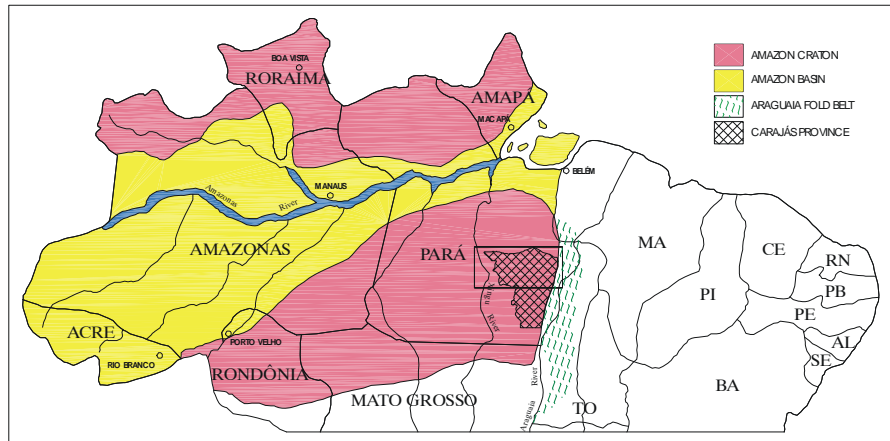 BOA VISTA
RORAÍMA
AMAPÁ
MACAPÁ
AMAZON CRATON
AMAZON BASIN
ARAGUAIA FOLD BELT
CARAJÁS PROVINCE
BELÉM
MANAUS
Amazonas
River
AMAZONAS
PARÁ
MA
CE
RN
PB
PI
PE
AL
SE
BA
Xingu
River
ACRE
PORTO VELHO
RIO BRANCO
RONDÔNIA
MATO GROSSO
Araguaia
River
TO